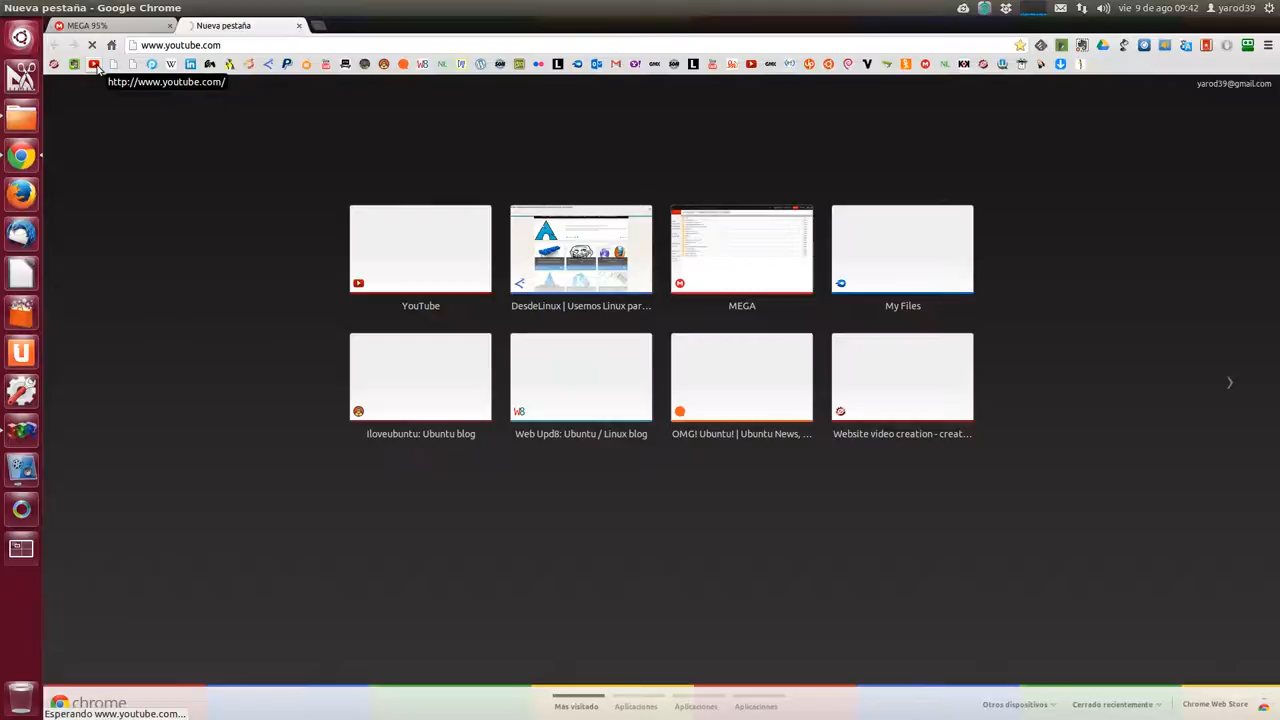 Nueva pestaña - Google Chrome
vie 9 de ago 09:42
yarod39
MEGA 95%
Nueva pestaña
www.youtube.com
http://www.youtube.com/
yarod39@gmail.com
YouTube
DesdeLinux | Usemos Linux par...
MEGA
My Files
Iloveubuntu: Ubuntu blog
Web Upd8: Ubuntu / Linux blog
OMG! Ubuntu! | Ubuntu News, ...
Website video creation - creat...
chrome
Más visitado
Aplicaciones
Aplicaciones
Aplicaciones
Otros dispositivos
Cerrado recientemente
Chrome Web Store
Esperando www.youtube.com...